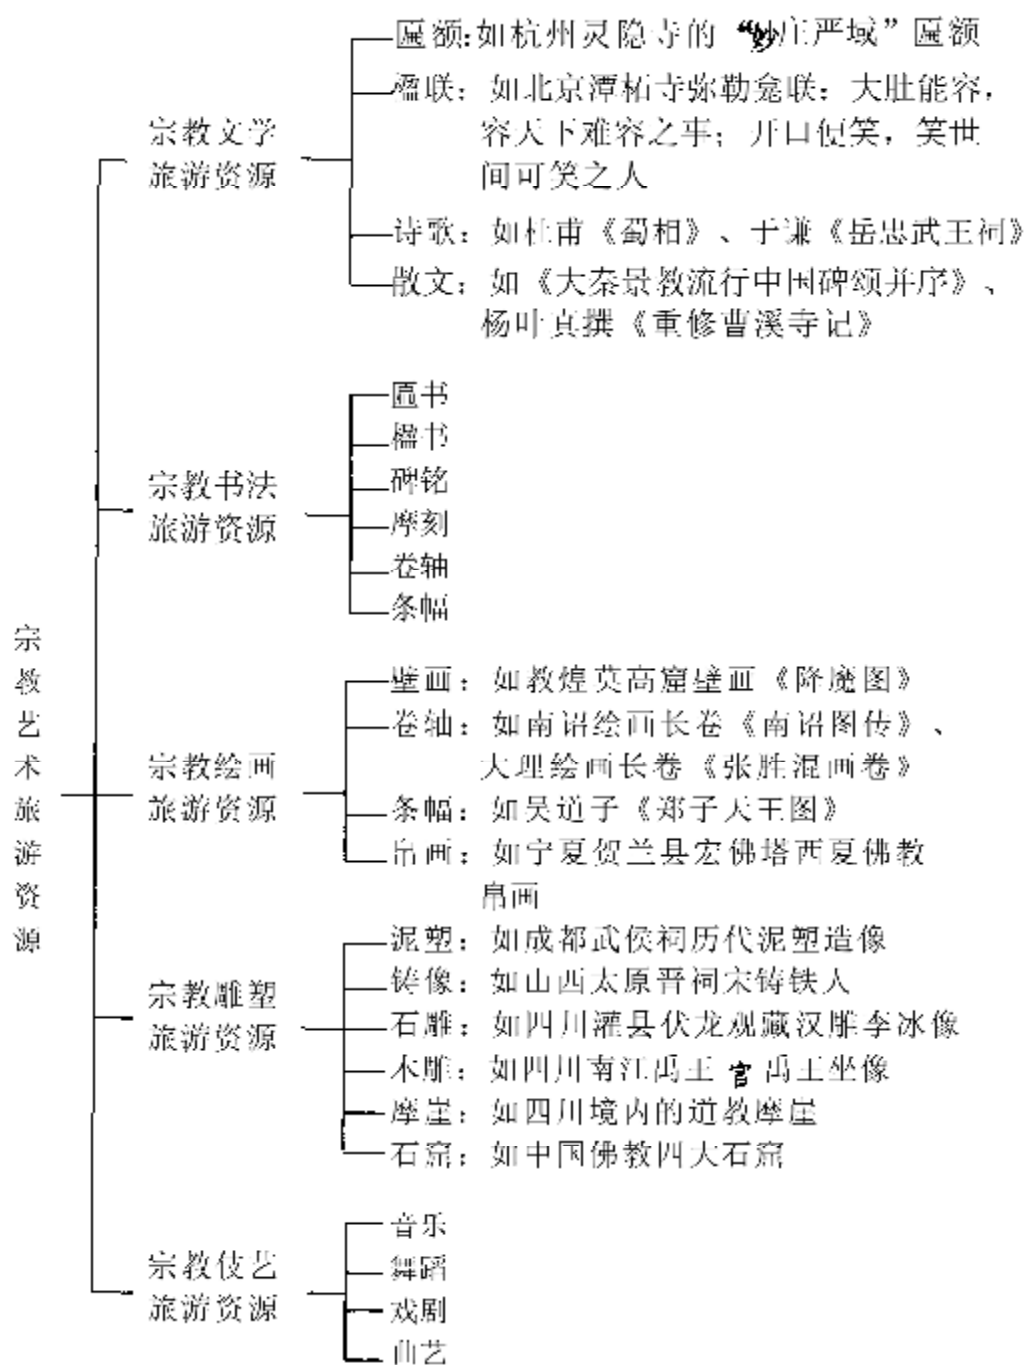 宗教艺术旅游资源
宗教文学
旅游资源
匾额:如杭州灵隐寺的“妙庄严域”匾额
楹联:如北京潭柘寺弥勒龛联:大肚能容,
容天下难容之事;开口便笑,笑世
间可笑之人
诗歌:如杜甫《蜀相》、于谦《岳忠武王祠》
散文:如《大秦景教流行中国碑颂并序》、
杨叶真撰《重修曹溪寺记》
宗教书法
旅游资源
匾书
楹书
碑铭
摩刻
卷轴
条幅
宗教绘画
旅游资源
壁画:如教煌莫高窟壁画《降魔图》
卷轴:如南诏绘画长卷《南诏图传》、
大理绘画长卷《张胜温画卷》
条幅:如吴道子《郑子天王图》
帛画:如宁夏贺兰县宏佛塔西夏佛教
帛画
宗教雕塑
旅游资源
泥塑:如成都武侯祠历代泥塑造像
铸像:如山西太原晋祠宋铸铁人
石雕:如四川灌县伏龙观藏汉雕李冰像
木雕:如四川南江禹王宫禹王坐像
摩崖:如四川境内的道教摩崖
石窟:如中国佛教四大石窟
宗教伎艺
旅游资源
音乐
舞蹈
戏剧
曲艺